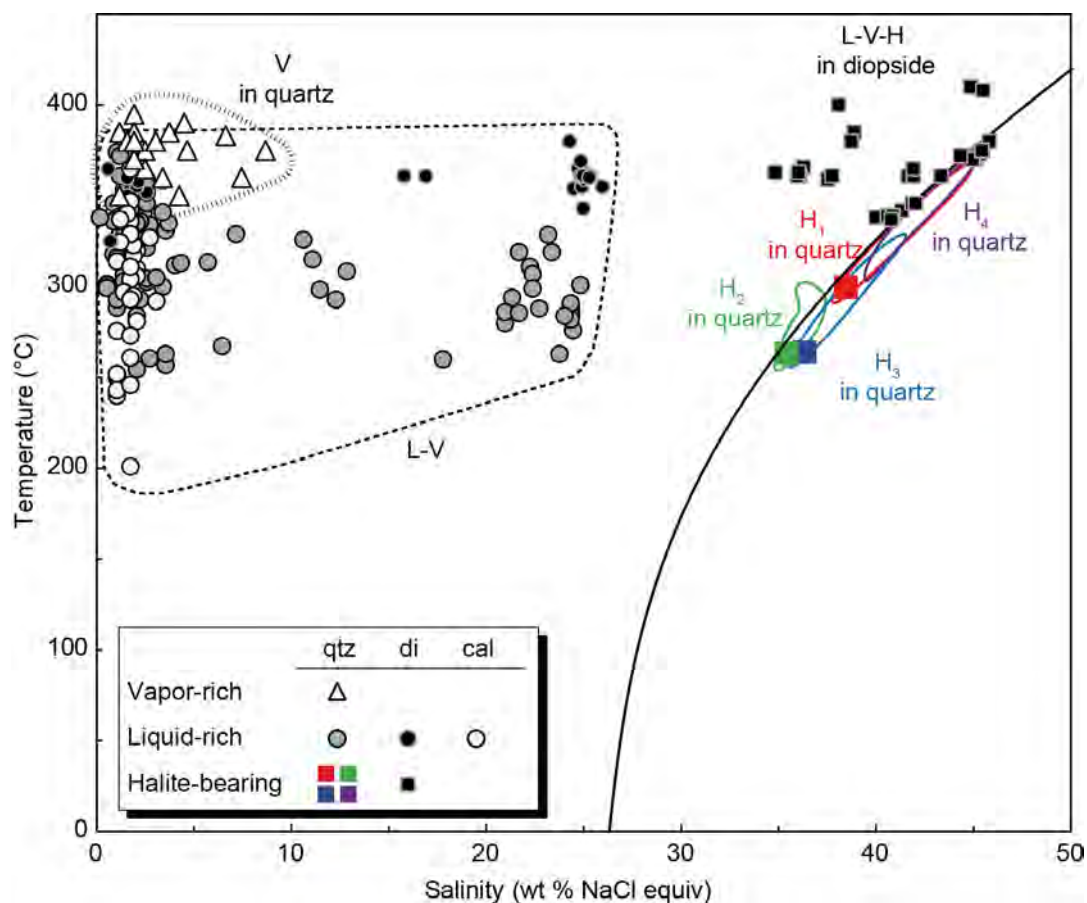 L-V-H
in diopside
V
in quartz
400
H1
in quartz
H4
in quartz
300
H2
in quartz
H3
in quartz
L-V
Temperature (°C)
200
100
qtz di cal
Vapor-rich
Liquid-rich
Halite-bearing
0
0 10 20 30 40 50
Salinity (wt % NaCl equiv)